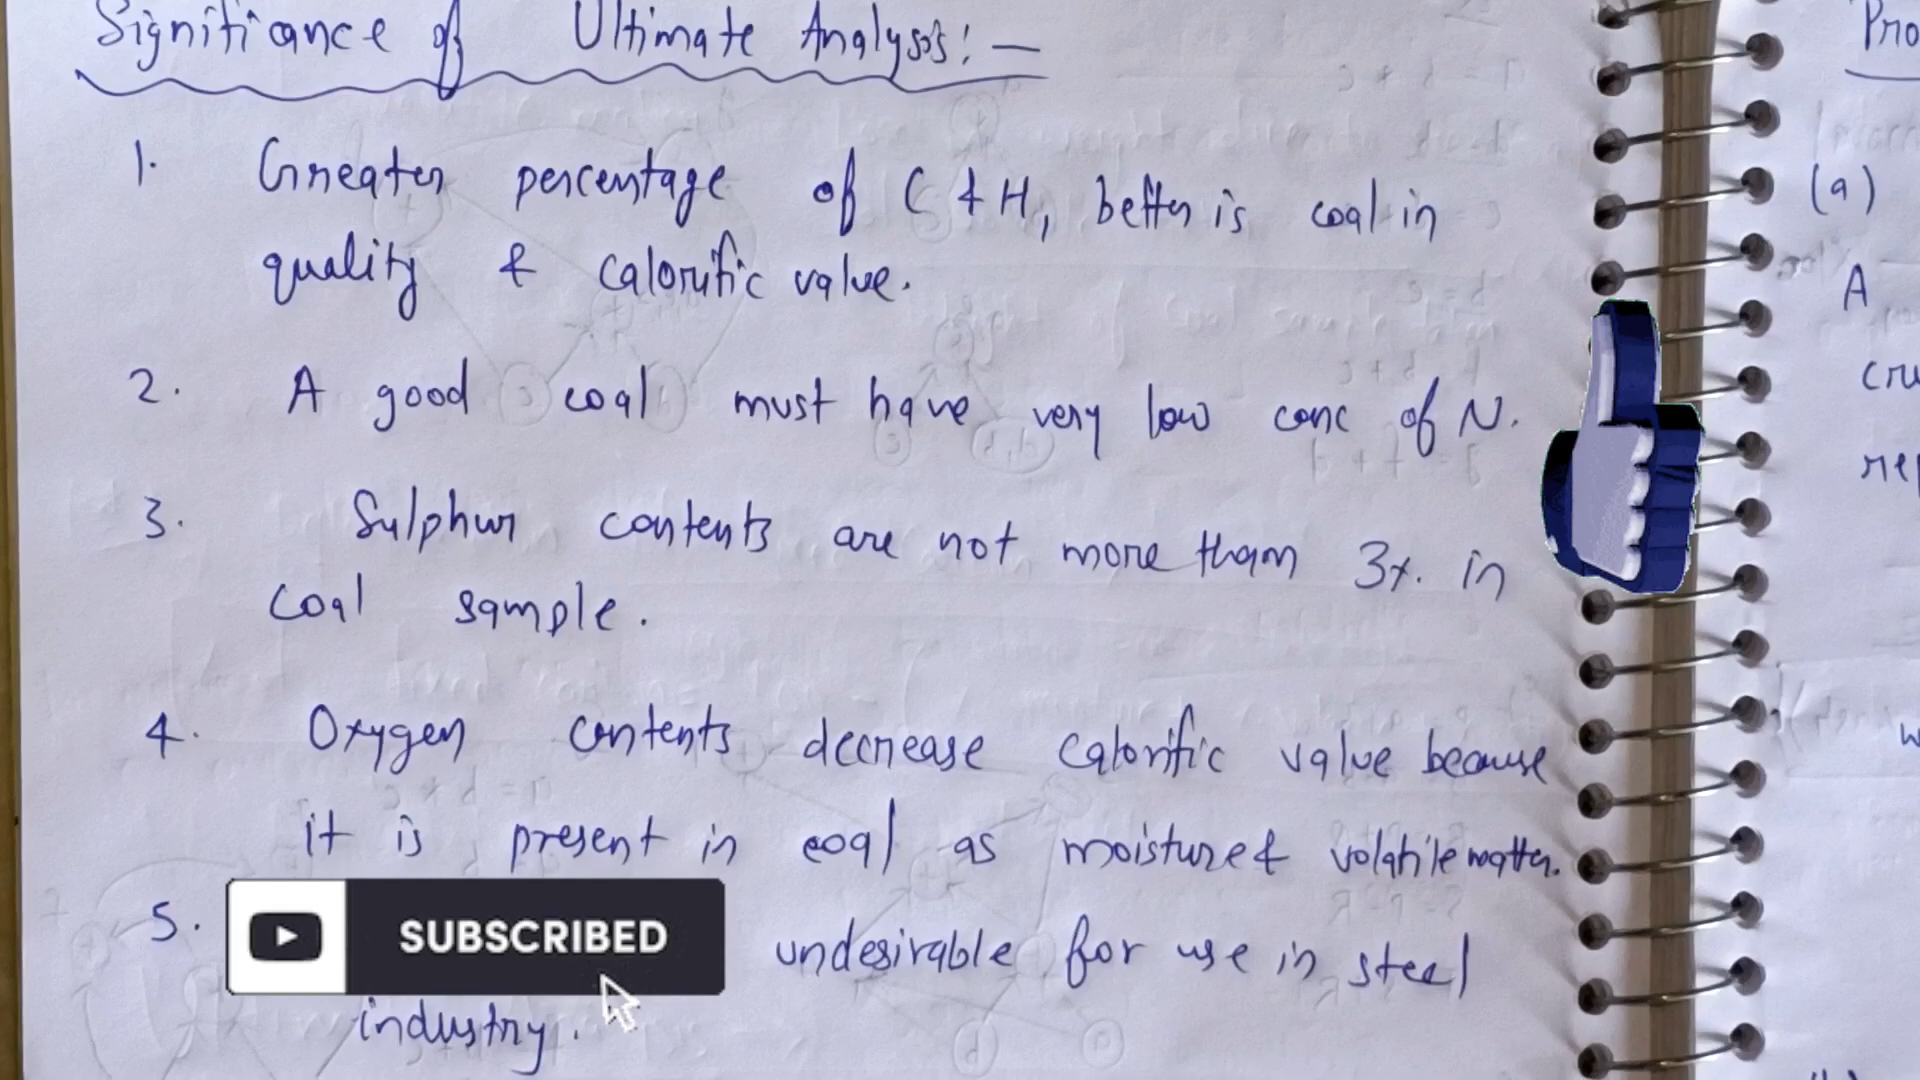 Significance of Ultimate Analysis:-
1. Greater percentage of C & H, better is coal in
quality & calorific value.
2. A good coal must have very low conc of N.
3. Sulphur contents are not more than 3%. in
coal sample.
4. Oxygen contents decrease calorific value because
it is present in coal as moisture & volatile matter.
5. SUBSCRIBED undesirable for use in steel
industry.
Pro
(a)
A
cru
rep
w